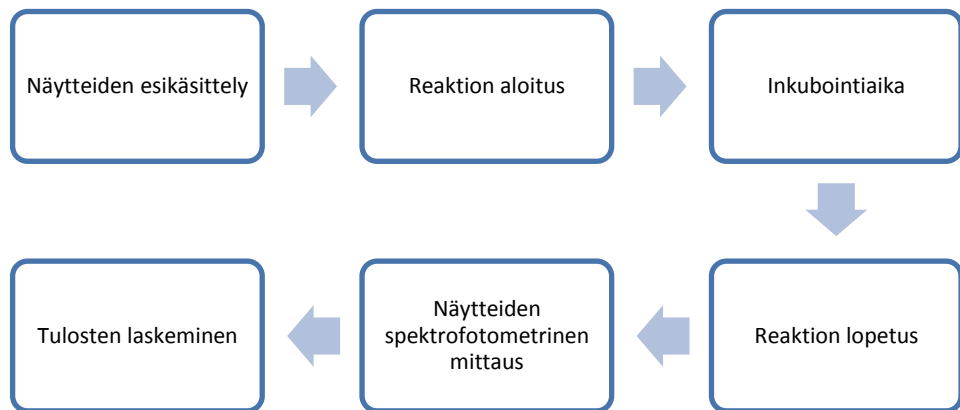 Näytteiden esikäsittely
Reaktion aloitus
Inkubointiaika
Reaktion lopetus
Näytteiden
spektrofotometrinen
mittaus
Tulosten laskeminen